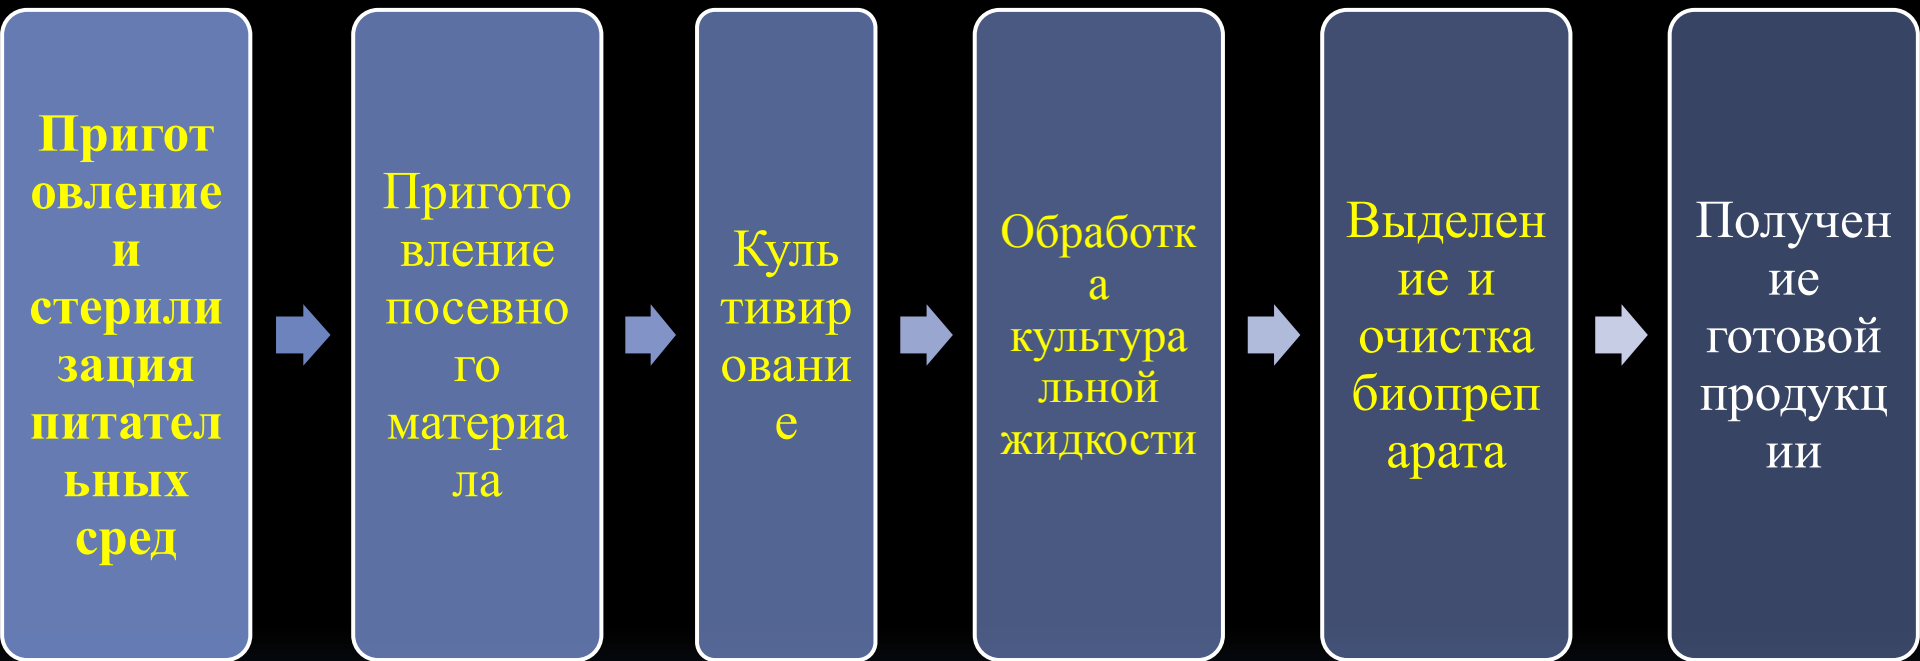 Пригот
овление
и
стерили
зация
питател
ьных
сред
Пригото
вление
посевно
го
материа
ла
Куль
тивир
овани
е
Обработк
а
культура
льной
жидкости
Выделен
ие и
очистка
биопреп
арата
Получен
ие
готовой
продукц
ии